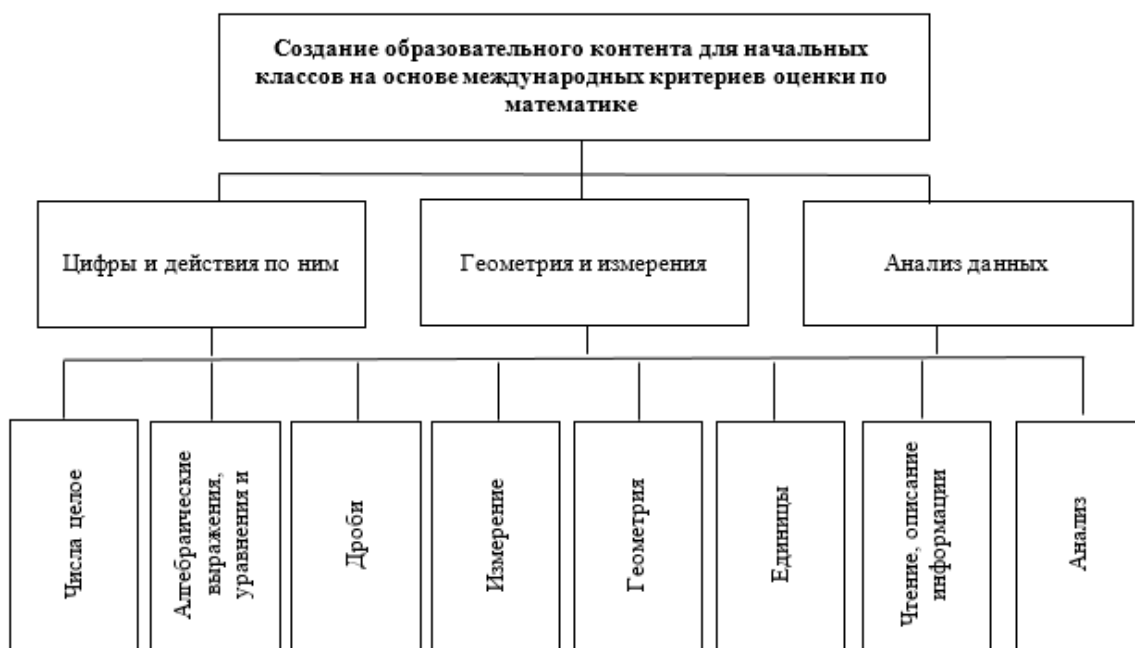 Создание образовательного контента для начальных
классов на основе международных критериев оценки по
математике
Цифры и действия по ним
Геометрия и измерения
Анализ данных
Числа целое
Алгебраические
выражения,
уравнения и
Дроби
Измерение
Геометрия
Единицы
Чтение, описание
информации
Анализ